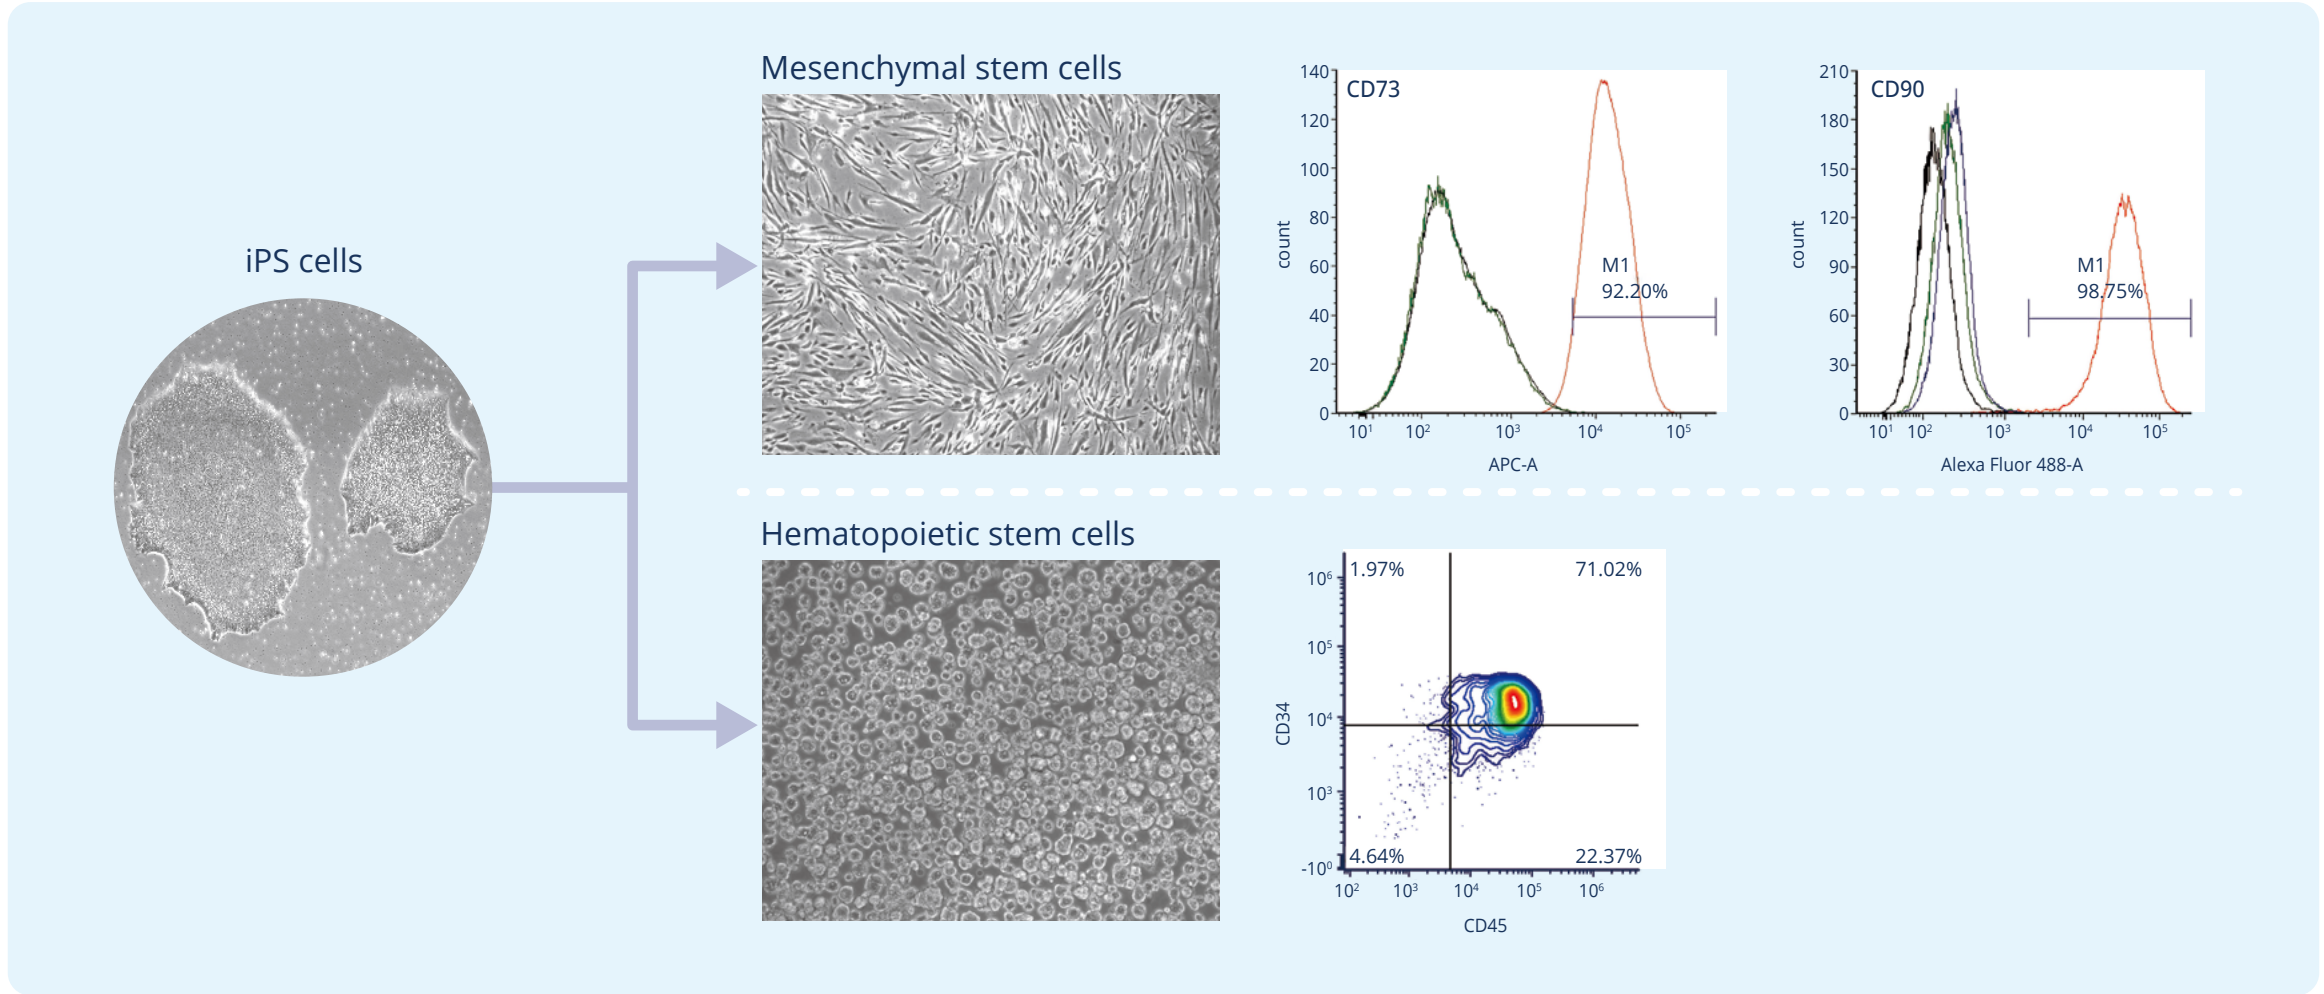 iPS cells
Mesenchymal stem cells
CD73
140
120
100
80
60
40
20
0
count
M1
92.20%
10¹ 10² 10³ 10⁴ 10⁵
APC-A
CD90
210
180
150
120
90
60
30
0
count
M1
98.75%
10¹ 10² 10³ 10⁴ 10⁵
Alexa Fluor 488-A
Hematopoietic stem cells
1.97% 71.02%
10⁶
10⁵
10⁴
10³
-10⁰
CD34
4.64% 22.37%
10² 10³ 10⁴ 10⁵ 10⁶
CD45